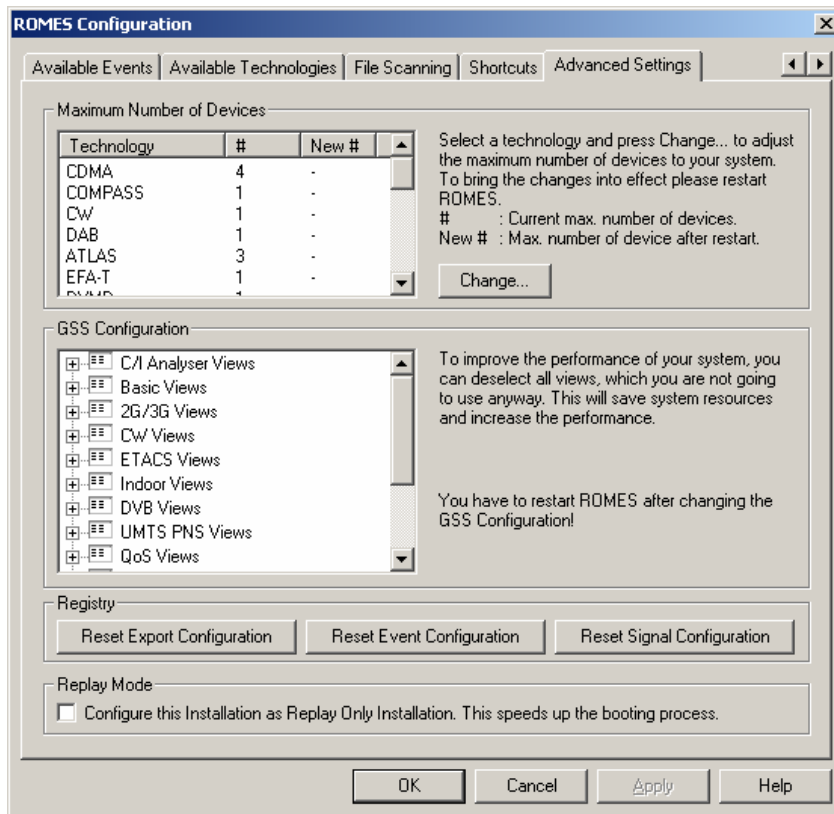 ROMES Configuration
Available Events
Available Technologies
File Scanning
Shortcuts
Advanced Settings
Maximum Number of Devices
Technology # New #
CDMA 4 -
COMPASS 1 -
CW 1 -
DAB 1 -
ATLAS 3 -
EFA-T 1 -
Select a technology and press Change... to adjust
the maximum number of devices to your system.
To bring the changes into effect please restart
ROMES.
# : Current max. number of devices.
New # : Max. number of device after restart.
Change...
GSS Configuration
C/I Analyser Views
Basic Views
2G/3G Views
CW Views
ETACS Views
Indoor Views
DVB Views
UMTS PNS Views
QoS Views
To improve the performance of your system, you
can deselect all views, which you are not going
to use anyway. This will save system resources
and increase the performance.
You have to restart ROMES after changing the
GSS Configuration!
Registry
Reset Export Configuration
Reset Event Configuration
Reset Signal Configuration
Replay Mode
Configure this Installation as Replay Only Installation. This speeds up the booting process.
OK
Cancel
Apply
Help